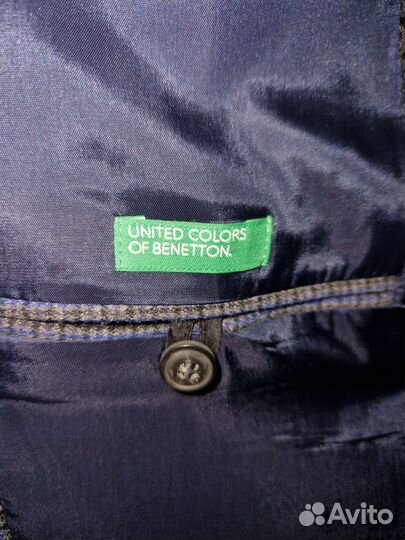 UNITED COLORS
OF BENETTON.
Avito